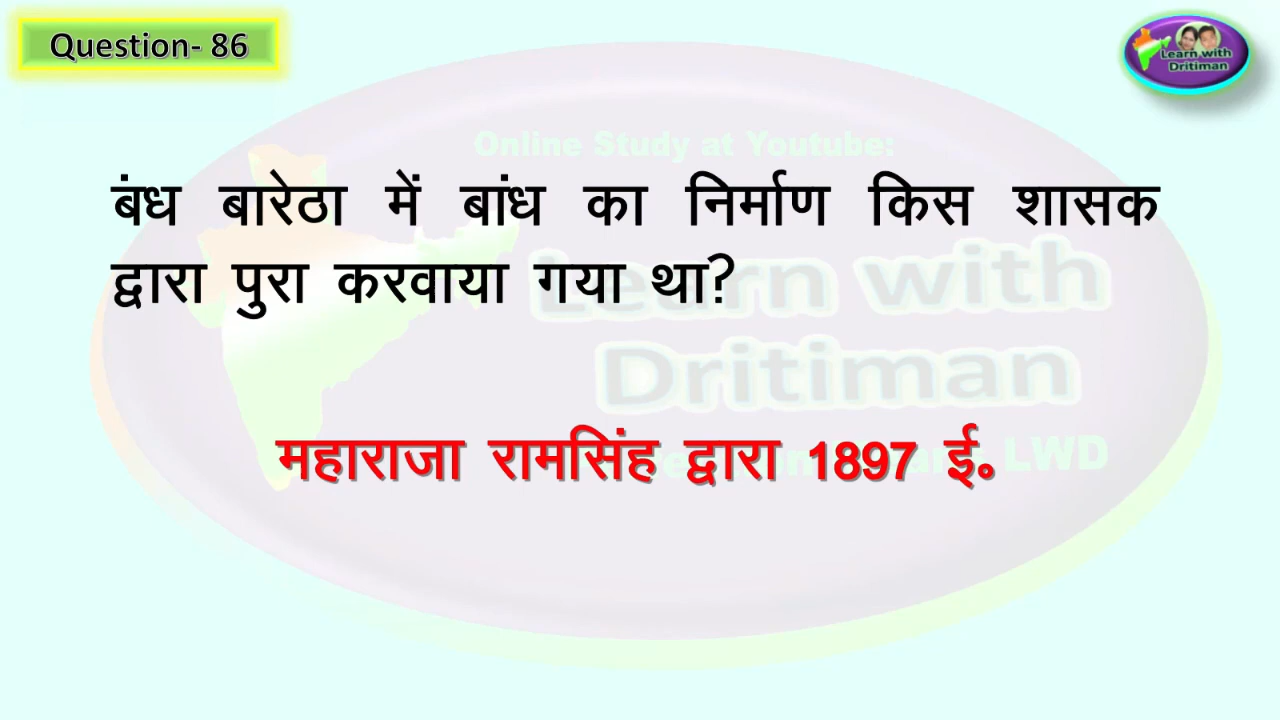 Question- 86
Learn with
Dritiman
Online Study at Youtube:
बंध बारेठा में बांध का निर्माण किस शासक
द्वारा पुरा करवाया गया था?
Learn with
Dritiman
महाराजा रामसिंह द्वारा 1897 ई॰
LWD